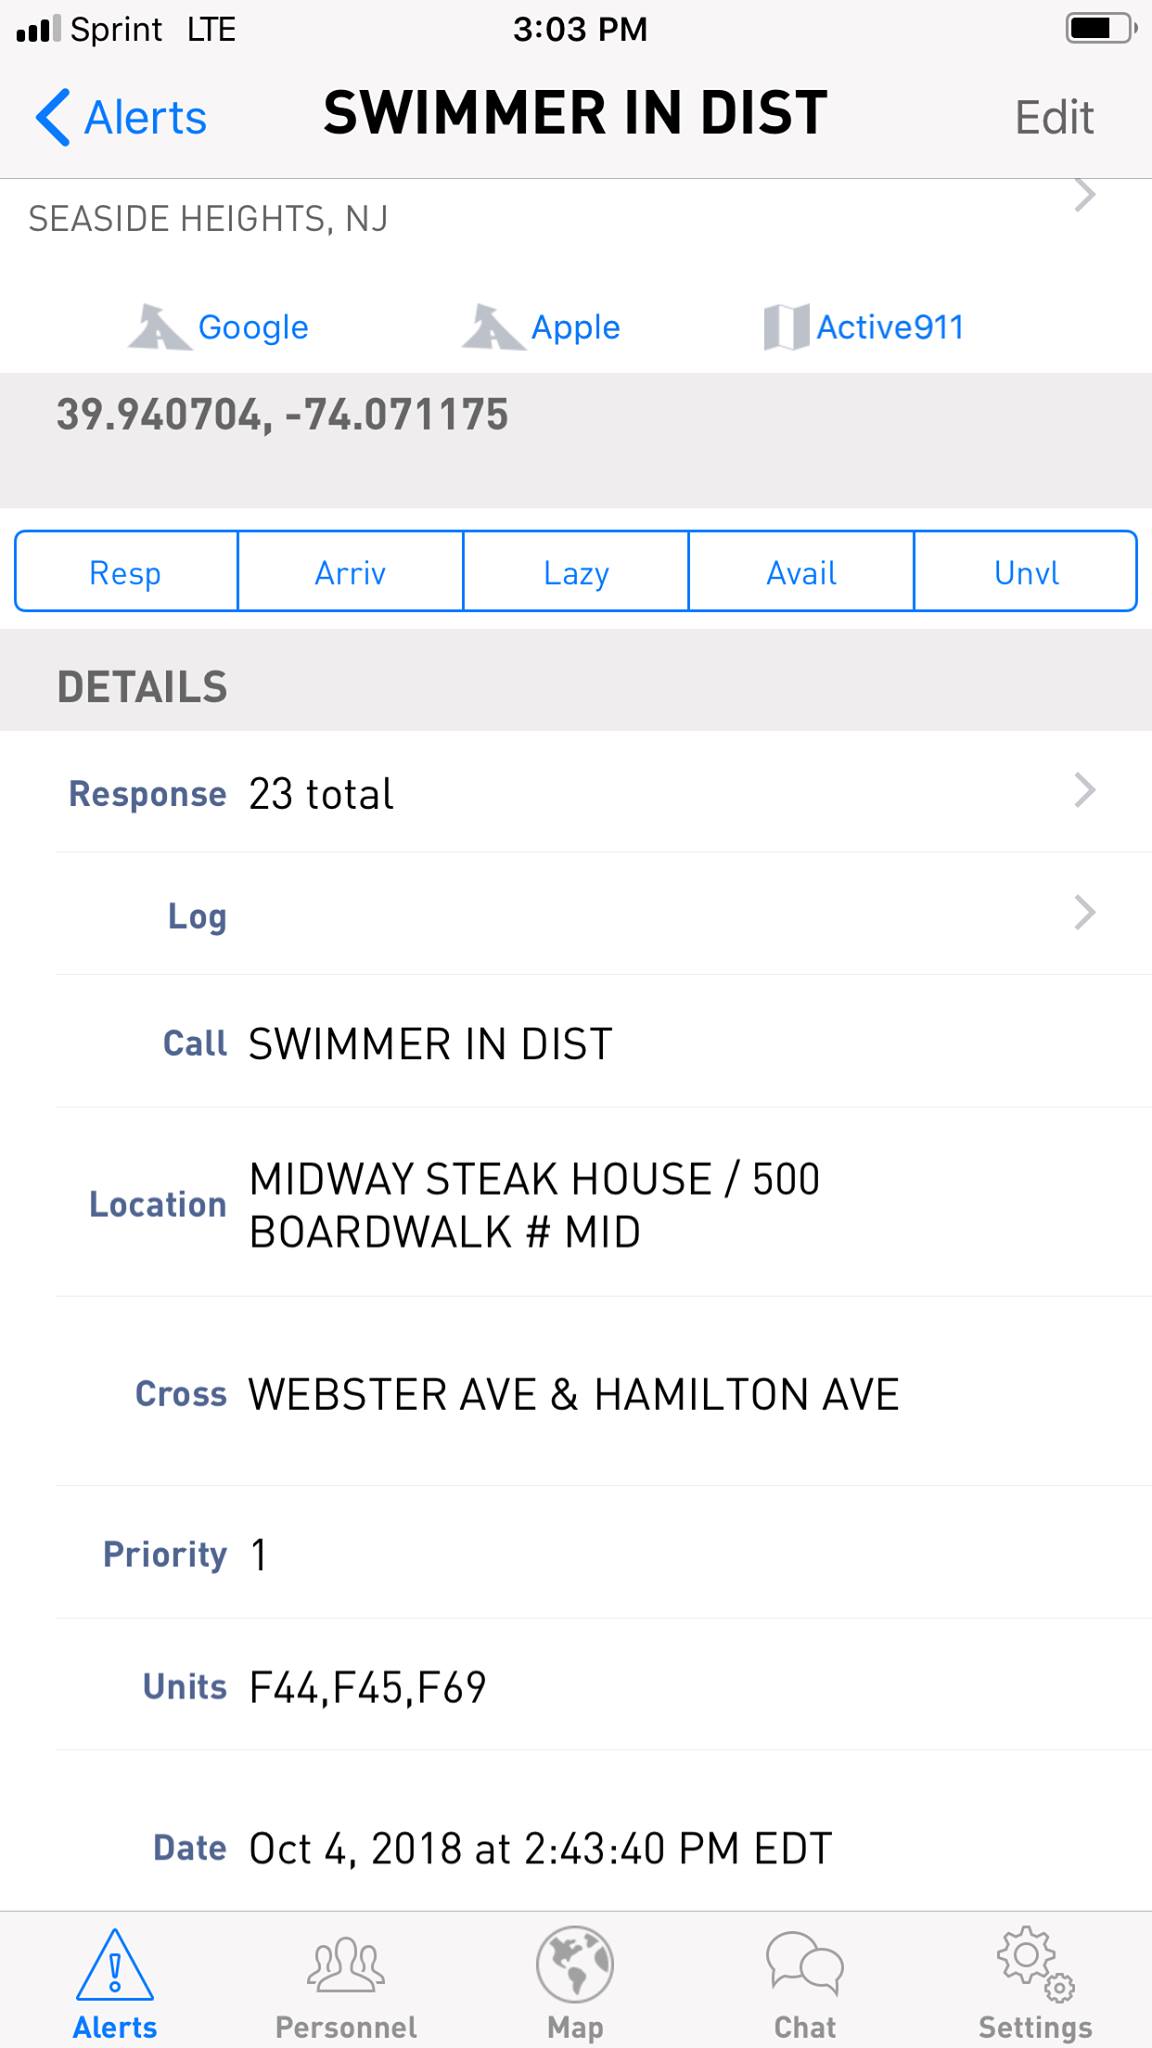 Sprint LTE 3:03 PM
Alerts SWIMMER IN DIST Edit
SEASIDE HEIGHTS, NJ
Google Apple Active911
39.940704, -74.071175
Resp Arriv Lazy Avail Unvl
DETAILS
Response 23 total
Log
Call SWIMMER IN DIST
Location MIDWAY STEAK HOUSE / 500
BOARDWALK # MID
Cross WEBSTER AVE & HAMILTON AVE
Priority 1
Units F44,F45,F69
Date Oct 4, 2018 at 2:43:40 PM EDT
Alerts Personnel Map Chat Settings